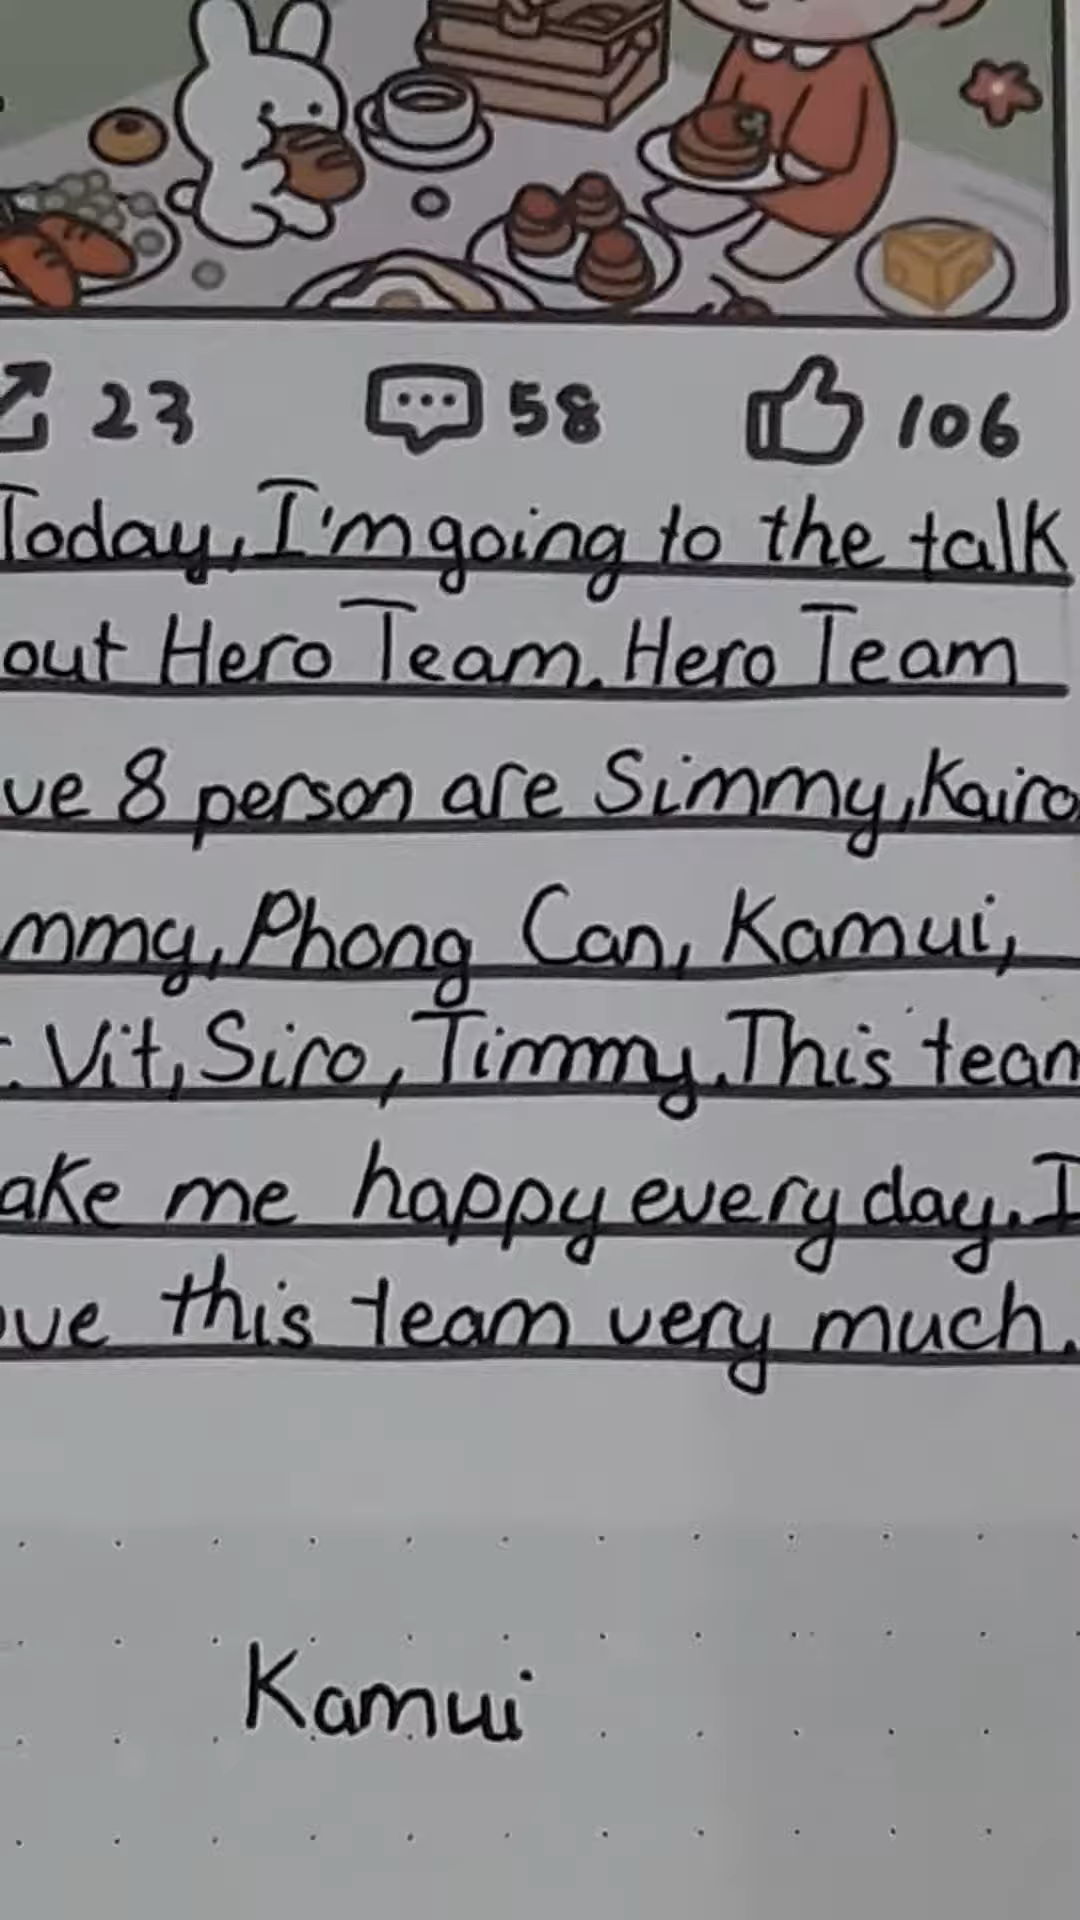 23 58 106
Today, I'm going to the talk
out Hero Team. Hero Team
ve 8 person are Simmy, Kairo,
mmy, Phong Can, Kamui,
. Vit, Siro, Timmy. This team
ake me happy every day. I
ove this team very much.
Kamui